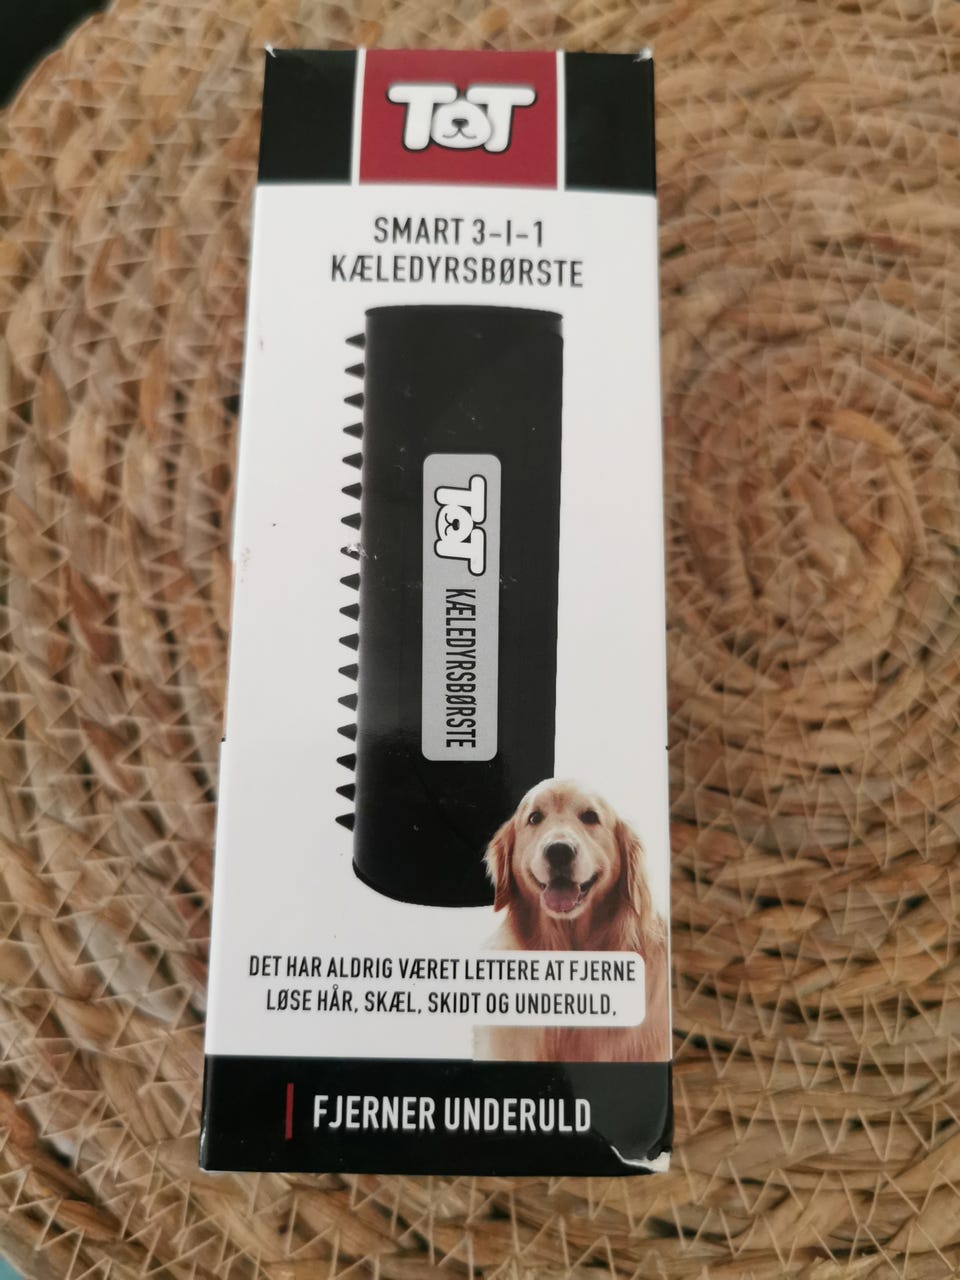 TOT
SMART 3-I-1
KÆLEDYRSBØRSTE
TOT KÆLEDYRSBØRSTE
DET HAR ALDRIG VÆRET LETTERE AT FJERNE
LØSE HÅR, SKÆL, SKIDT OG UNDERULD.
FJERNER UNDERULD